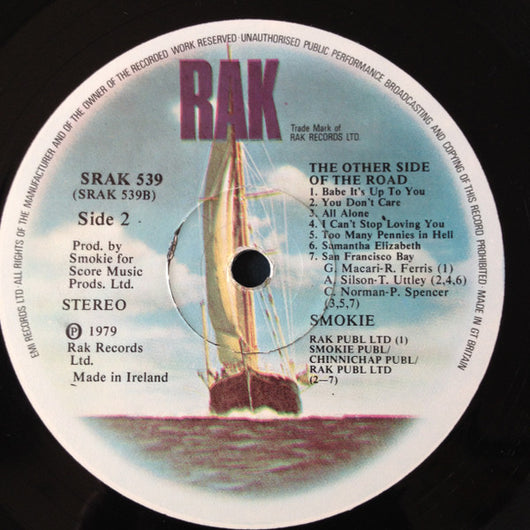 EMI RECORDS LTD ALL RIGHTS OF THE MANUFACTURER AND OF THE OWNER OF THE RECORDED WORK RESERVED · UNAUTHORISED PUBLIC PERFORMANCE BROADCASTING AND COPYING OF THIS RECORD PROHIBITED MADE IN GT BRITAIN
RAK
Trade Mark of
RAK RECORDS LTD.
SRAK 539
(SRAK 539B)
Side 2
Prod. by
Smokie for
Score Music
Prods. Ltd.
STEREO
Ⓟ 1979
Rak Records
Ltd.
Made in Ireland
THE OTHER SIDE
OF THE ROAD
1. Babe It's Up To You
2. You Don't Care
3. All Alone
4. I Can't Stop Loving You
5. Too Many Pennies in Hell
6. Samantha Elizabeth
7. San Francisco Bay
G. Macari-R. Ferris (1)
A. Silson-T. Uttley (2,4,6)
C. Norman-P. Spencer
(3,5,7)
SMOKIE
RAK PUBL LTD (1)
SMOKIE PUBL/
CHINNICHAP PUBL/
RAK PUBL LTD
(2—7)